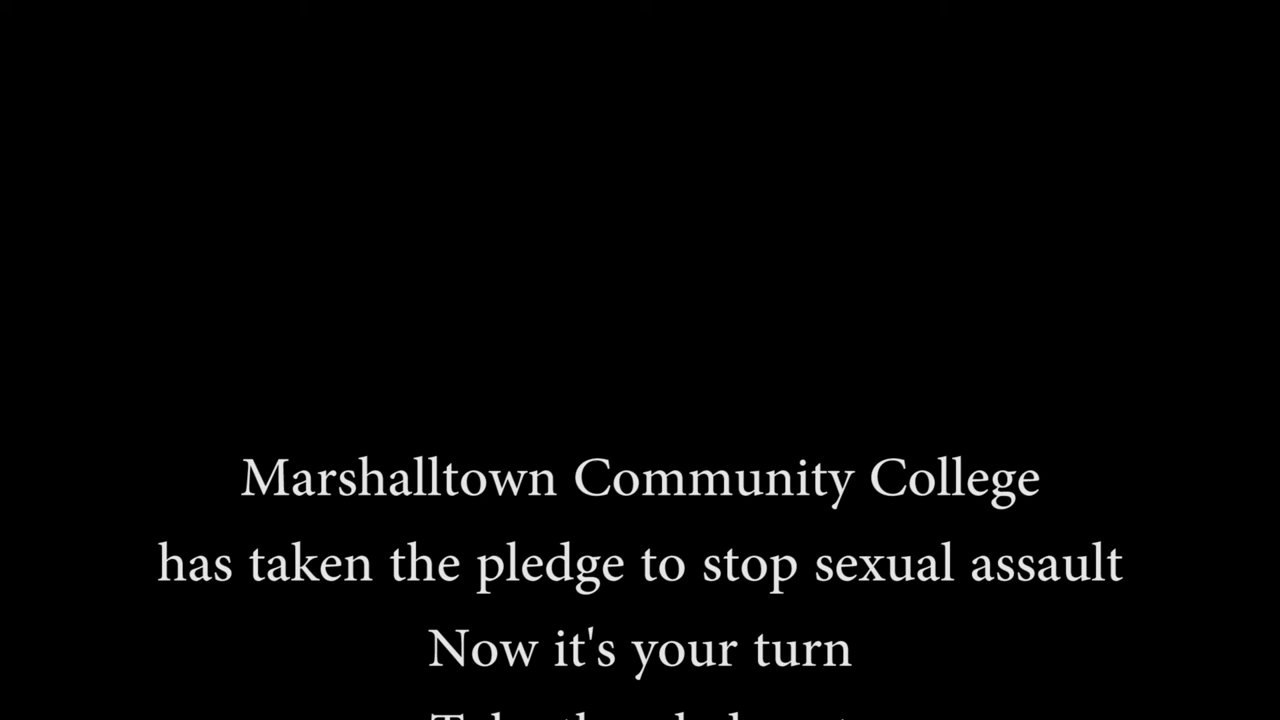 Marshalltown Community College
has taken the pledge to stop sexual assault
Now it's your turn